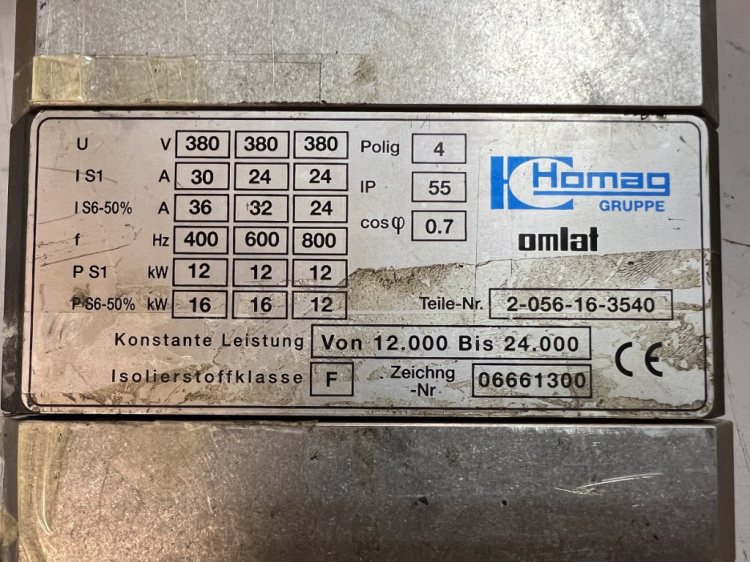 U V 380 380 380 Polig 4
I S1 A 30 24 24 IP 55
I S6-50% A 36 32 24 cosφ 0.7
f Hz 400 600 800
P S1 kW 12 12 12
P S6-50% kW 16 16 12
Homag
GRUPPE
omlat
Teile-Nr. 2-056-16-3540
Konstante Leistung Von 12.000 Bis 24.000
Isolierstoffklasse F Zeichng-Nr 06661300
CE